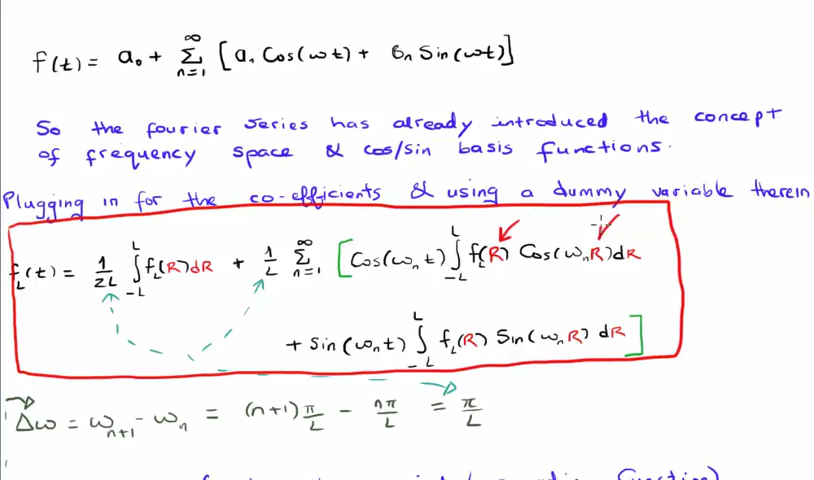 f(t) = a₀ + ∞Σn=1 [aₙ Cos(ωt) + Bₙ Sin(ωt)]
So the fourier series has already introduced the concept
of frequency space & cos/sin basis functions.
Plugging in for the co-efficients & using a dummy variable therein
f_L(t) = 1/2L ∫_{-L}^{L} f_L(R)dR + 1/L Σ_{n=1}^{∞} [Cos(ωₙt) ∫_{-L}^{L} f_L(R) Cos(ωₙR)dR
+ Sin(ωₙt) ∫_{-L}^{L} f_L(R) Sin(ωₙR) dR]
Δω = ωₙ₊₁ - ωₙ = (n+1)π/L - nπ/L = π/L
function)